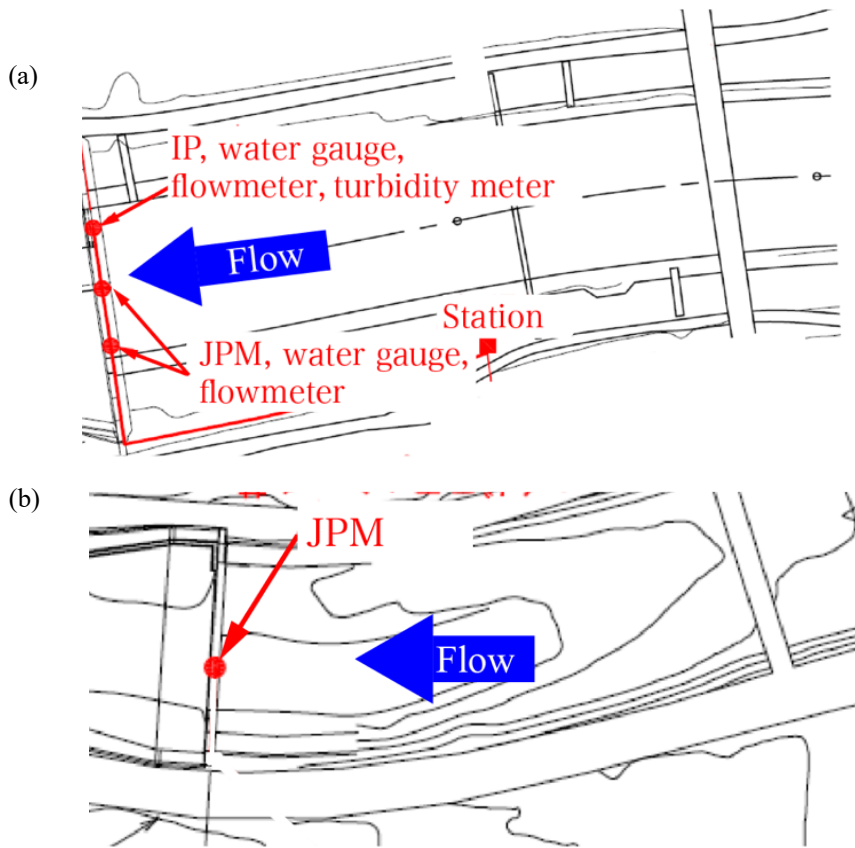 (a)
IP, water gauge,
flowmeter, turbidity meter
Flow
Station
JPM, water gauge,
flowmeter
(b)
JPM
Flow